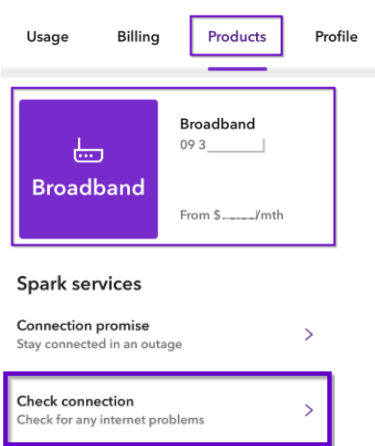 Usage Billing Products Profile
Broadband
09 3
Broadband
From $ /mth
Spark services
Connection promise
Stay connected in an outage
Check connection
Check for any internet problems